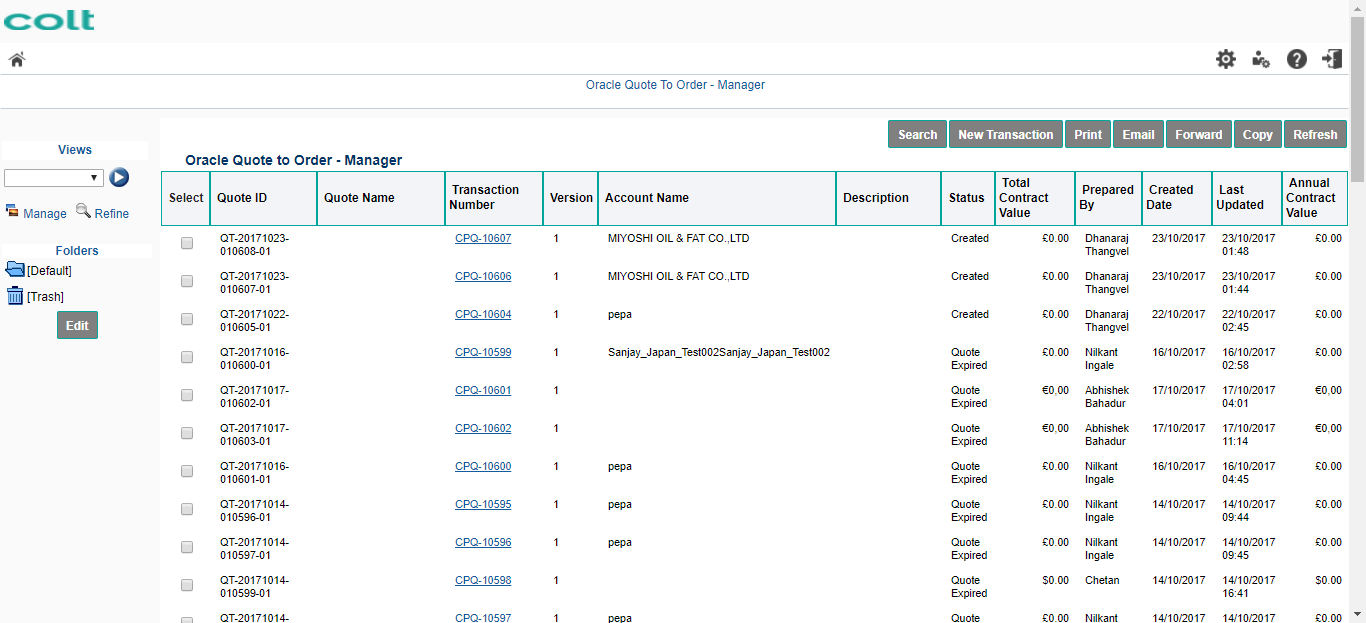 colt
Oracle Quote To Order - Manager
Search New Transaction Print Email Forward Copy Refresh
Views
Manage Refine
Folders
[Default]
[Trash]
Edit
Oracle Quote to Order - Manager
Select Quote ID Quote Name Transaction Number Version Account Name Description Status Total Contract Value Prepared By Created Date Last Updated Annual Contract Value
QT-20171023- CPQ-10607 1 MIYOSHI OIL & FAT CO.,LTD Created £0.00 Dhanaraj 23/10/2017 23/10/2017 £0.00
010608-01 Thangvel 01:48
QT-20171023- CPQ-10606 1 MIYOSHI OIL & FAT CO.,LTD Created £0.00 Dhanaraj 23/10/2017 23/10/2017 £0.00
010607-01 Thangvel 01:44
QT-20171022- CPQ-10604 1 pepa Created £0.00 Dhanaraj 22/10/2017 22/10/2017 £0.00
010605-01 Thangvel 02:45
QT-20171016- CPQ-10599 1 Sanjay_Japan_Test002Sanjay_Japan_Test002 Quote £0.00 Nilkant 16/10/2017 16/10/2017 £0.00
010600-01 Expired Ingale 02:58
QT-20171017- CPQ-10601 1 Quote €0,00 Abhishek 17/10/2017 17/10/2017 €0,00
010602-01 Expired Bahadur 04:01
QT-20171017- CPQ-10602 1 Quote €0,00 Abhishek 17/10/2017 17/10/2017 €0,00
010603-01 Expired Bahadur 11:14
QT-20171016- CPQ-10600 1 pepa Quote £0.00 Nilkant 16/10/2017 16/10/2017 £0.00
010601-01 Expired Ingale 04:45
QT-20171014- CPQ-10595 1 pepa Quote £0.00 Nilkant 14/10/2017 14/10/2017 £0.00
010596-01 Expired Ingale 09:44
QT-20171014- CPQ-10596 1 pepa Quote £0.00 Nilkant 14/10/2017 14/10/2017 £0.00
010597-01 Expired Ingale 09:45
QT-20171014- CPQ-10598 1 Quote $0.00 Chetan 14/10/2017 14/10/2017 $0.00
010599-01 Expired 16:41
QT-20171014- CPQ-10597 1 pepa Quote £0.00 Nilkant 14/10/2017 14/10/2017 £0.00